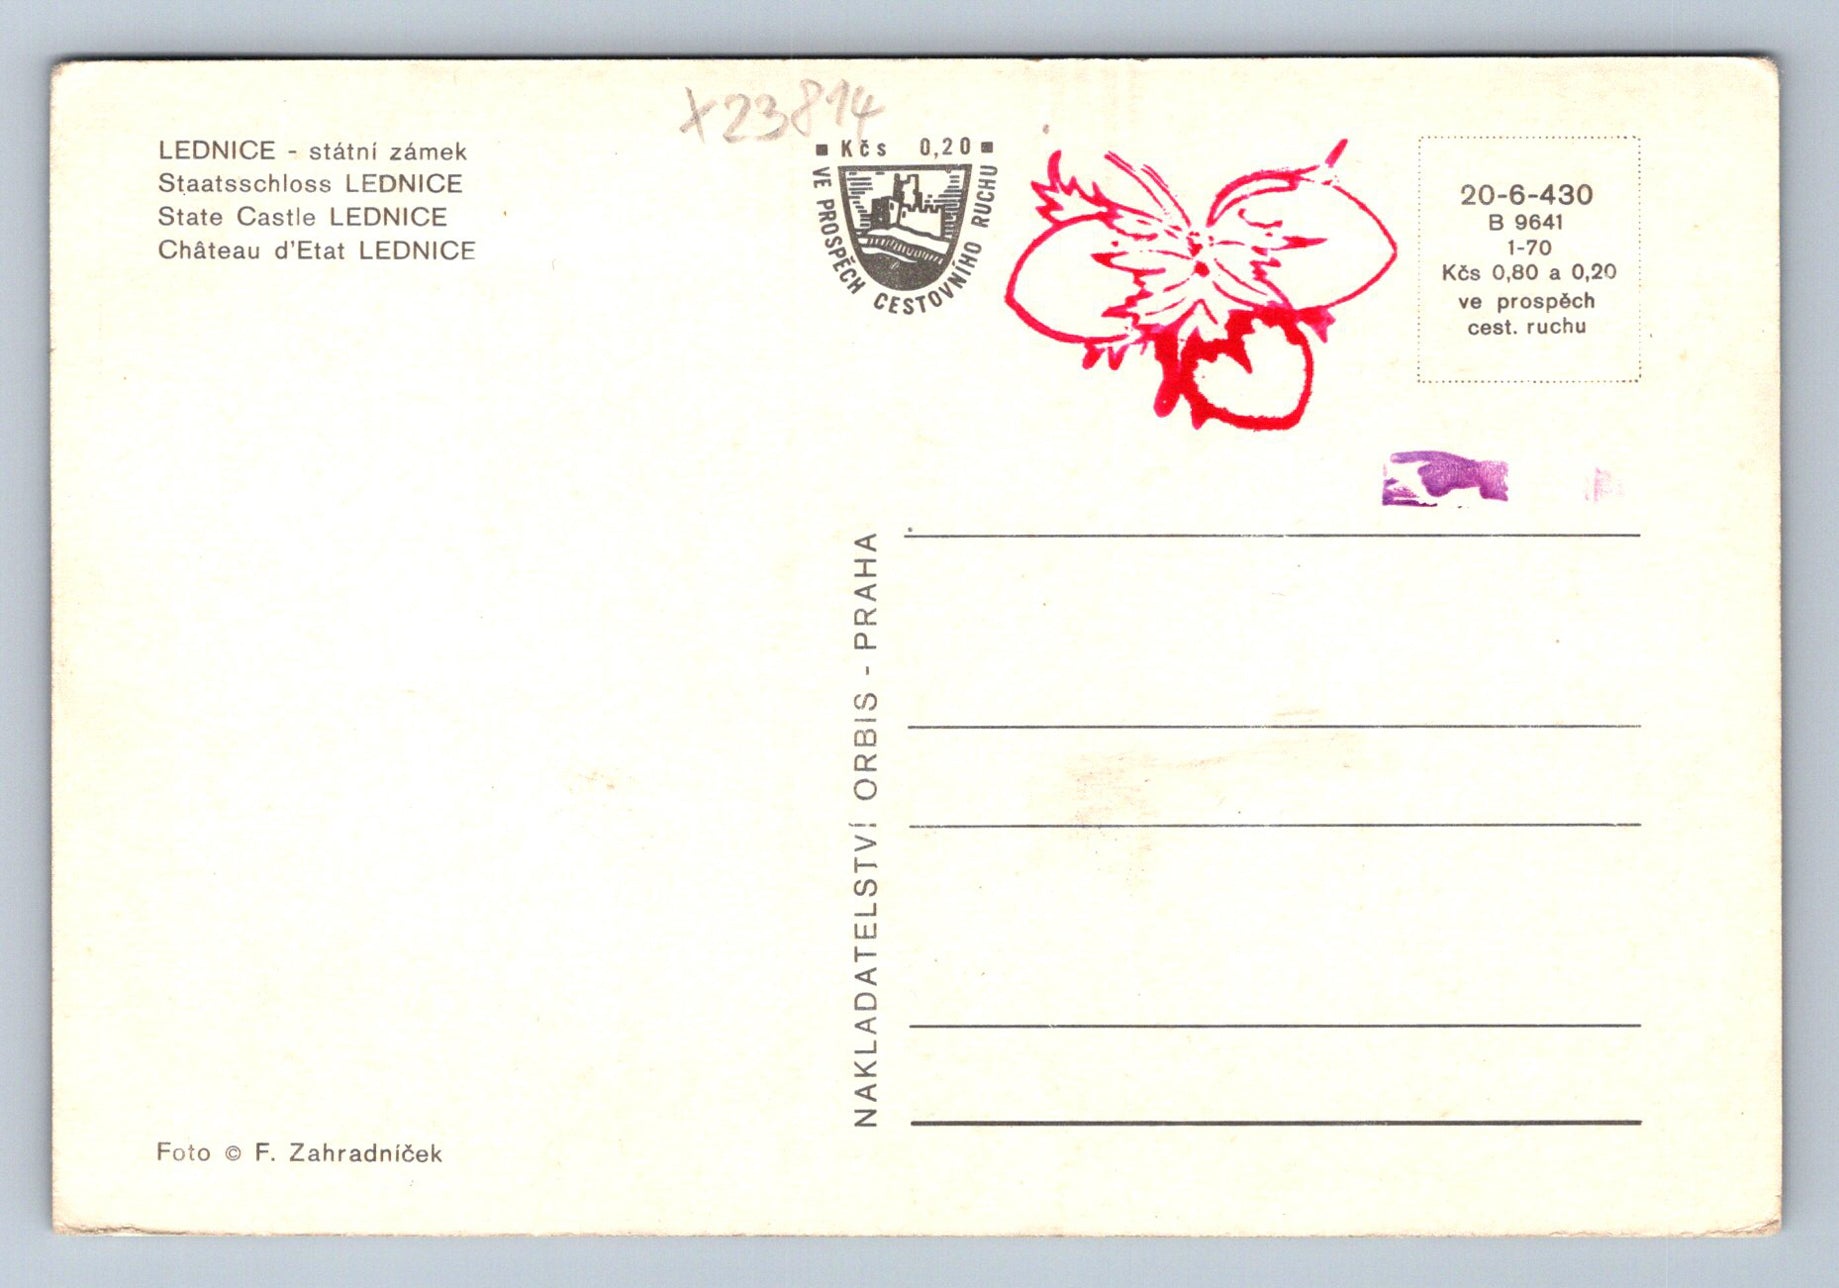 LEDNICE - státní zámek
Staatsschloss LEDNICE
State Castle LEDNICE
Château d'Etat LEDNICE
X23814
Kčs 0,20
VE PROSPĚCH CESTOVNÍHO RUCHU
20-6-430
B 9641
1-70
Kčs 0,80 a 0,20
ve prospěch
cest. ruchu
NAKLADATELSTVÍ ORBIS - PRAHA
Foto © F. Zahradníček